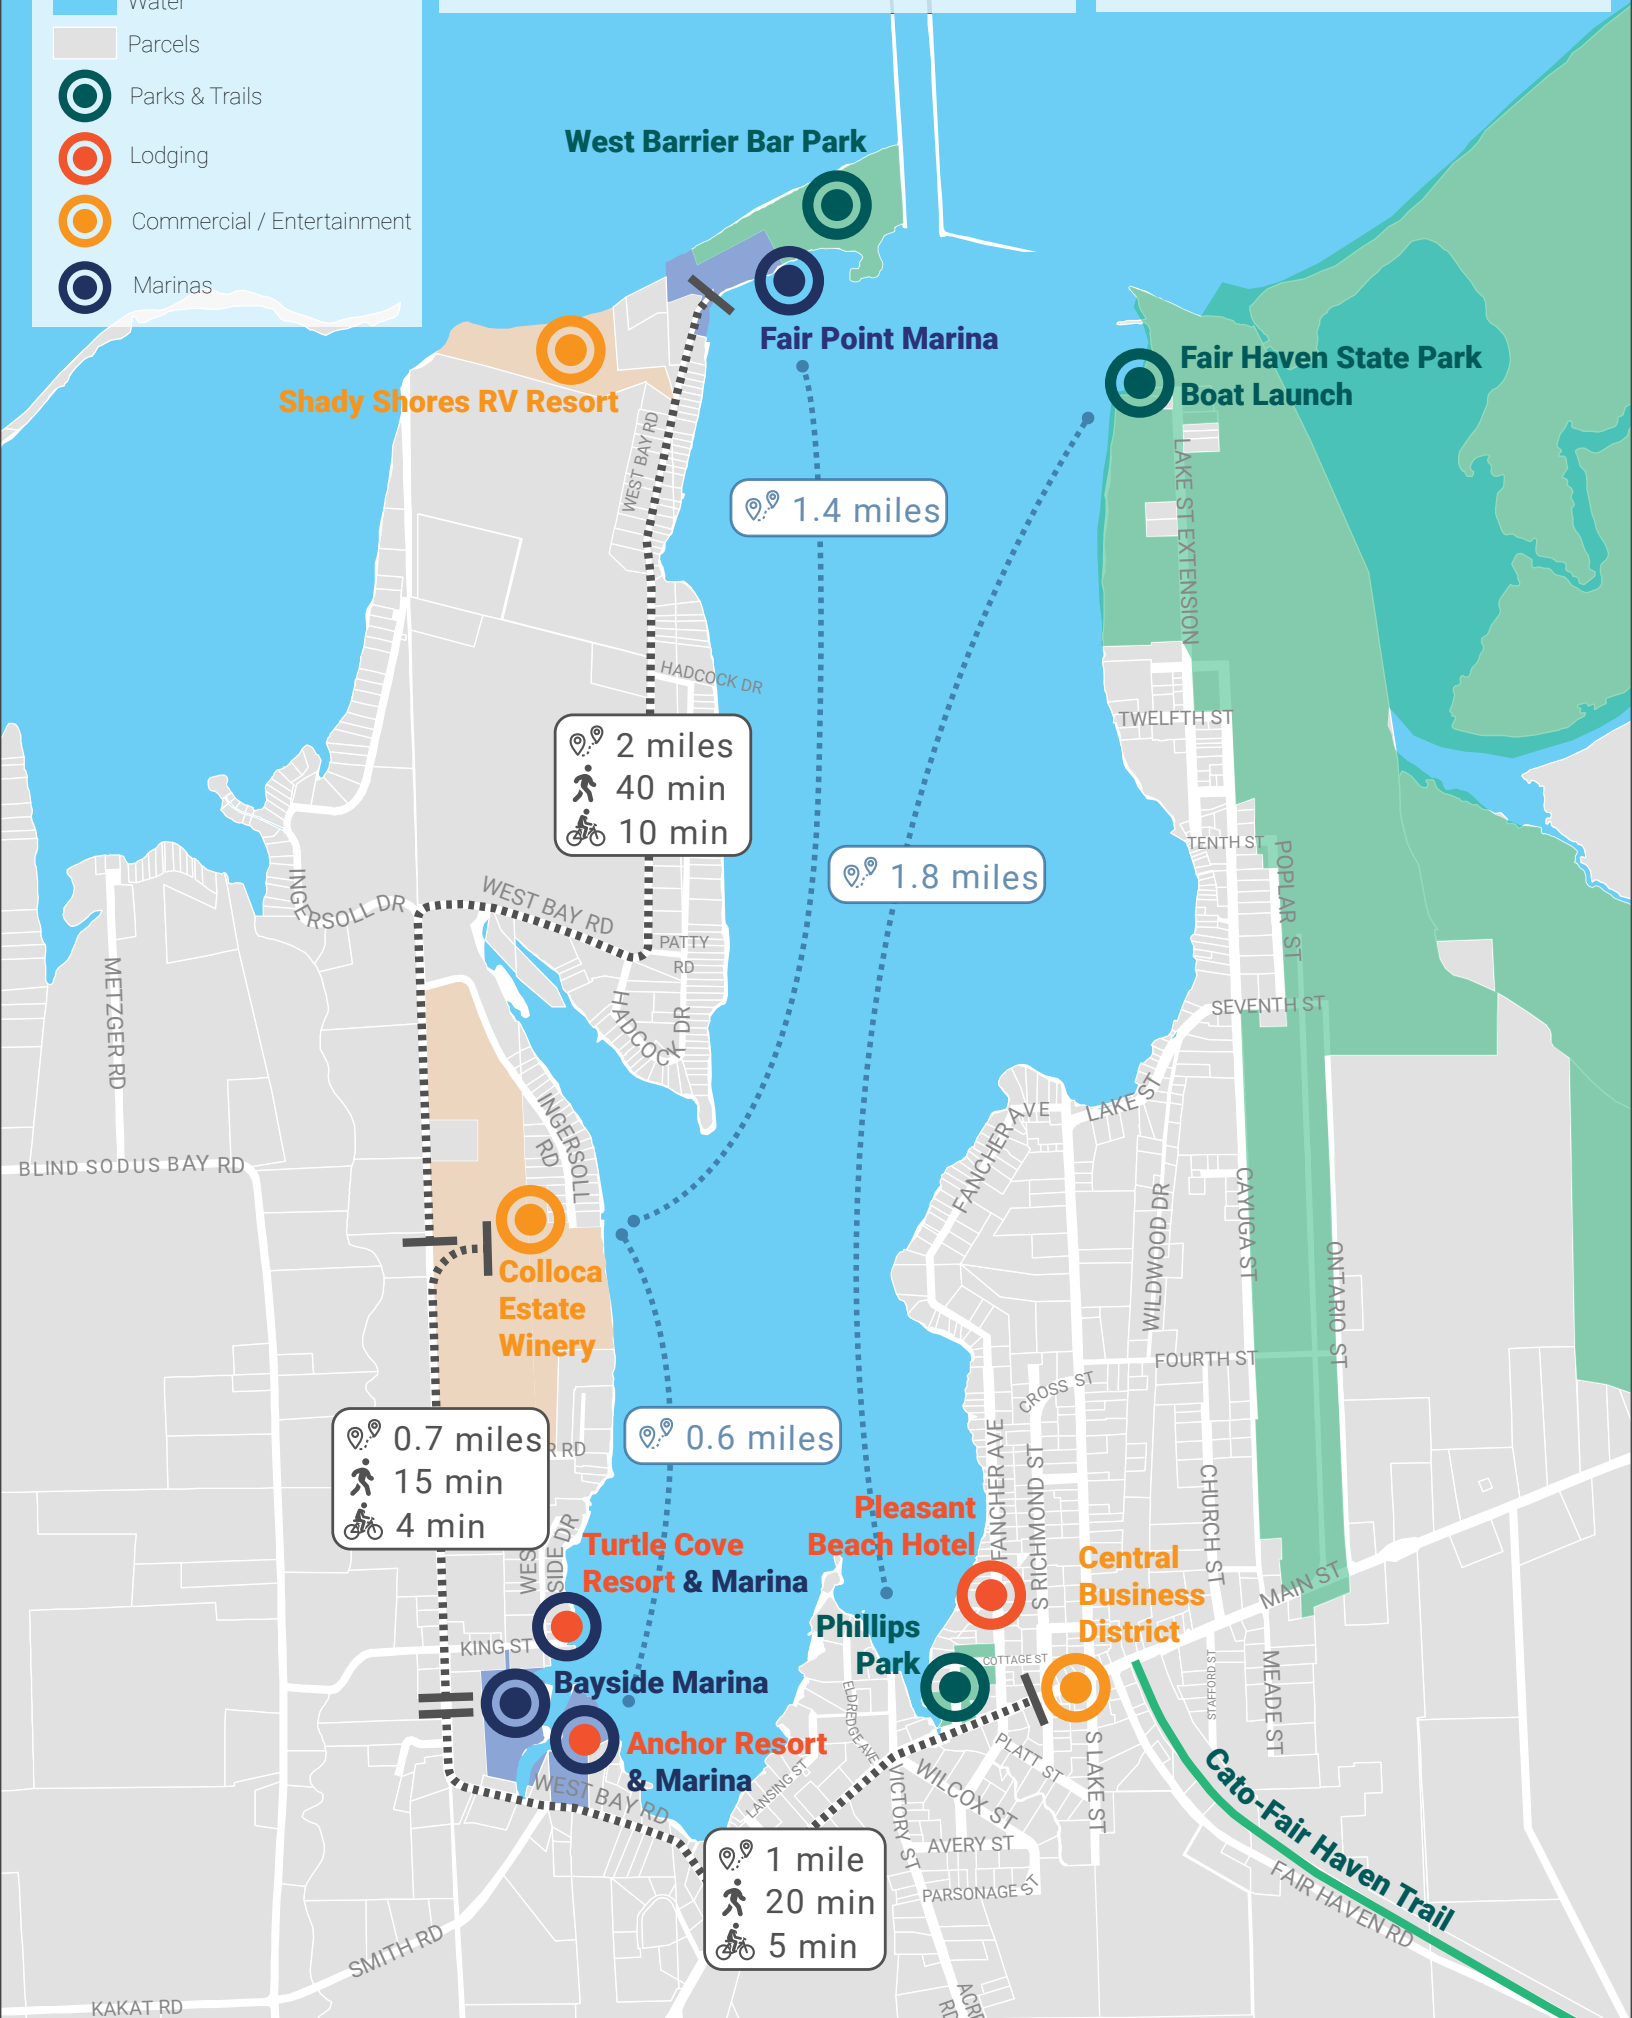 Water
Parcels
Parks & Trails
Lodging
Commercial / Entertainment
Marinas
West Barrier Bar Park
Fair Point Marina
Shady Shores RV Resort
Fair Haven State Park
Boat Launch
WEST BAY RD
1.4 miles
LAKE ST EXTENSION
HADCOCK DR
TWELFTH ST
2 miles
40 min
10 min
TENTH ST
POPLAR ST
1.8 miles
INGERSOLL DR
WEST BAY RD
PATTY
RD
METZGER RD
HADCOCK DR
SEVENTH ST
INGERSOLL
RD
FANCHER AVE
LAKE ST
BLIND SODUS BAY RD
WILDWOOD DR
CAYUGA ST
ONTARIO ST
Colloca
Estate
Winery
FOURTH ST
CROSS ST
0.7 miles
15 min
4 min
R RD
0.6 miles
FANCHER AVE
S RICHMOND ST
CHURCH ST
WES
SIDE DR
Turtle Cove
Resort & Marina
Pleasant
Beach Hotel
Central
Business
District
MAIN ST
Phillips
Park
KING ST
COTTAGE ST
STAFFORD ST
MEADE ST
Bayside Marina
Anchor Resort
& Marina
ELDREDGE AVE
PLATT ST
S LAKE ST
WEST BAY RD
LANSING ST
VICTORY ST
WILCOX ST
AVERY ST
PARSONAGE ST
Cato-Fair Haven Trail
FAIR HAVEN RD
1 mile
20 min
5 min
SMITH RD
KAKAT RD
ACRE
RD